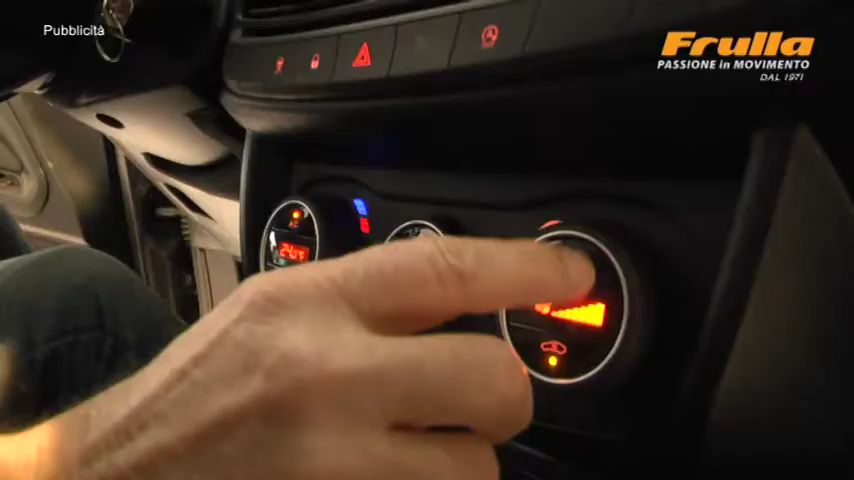 Pubblicità
Frulla
PASSIONE in MOVIMENTO
DAL 1971